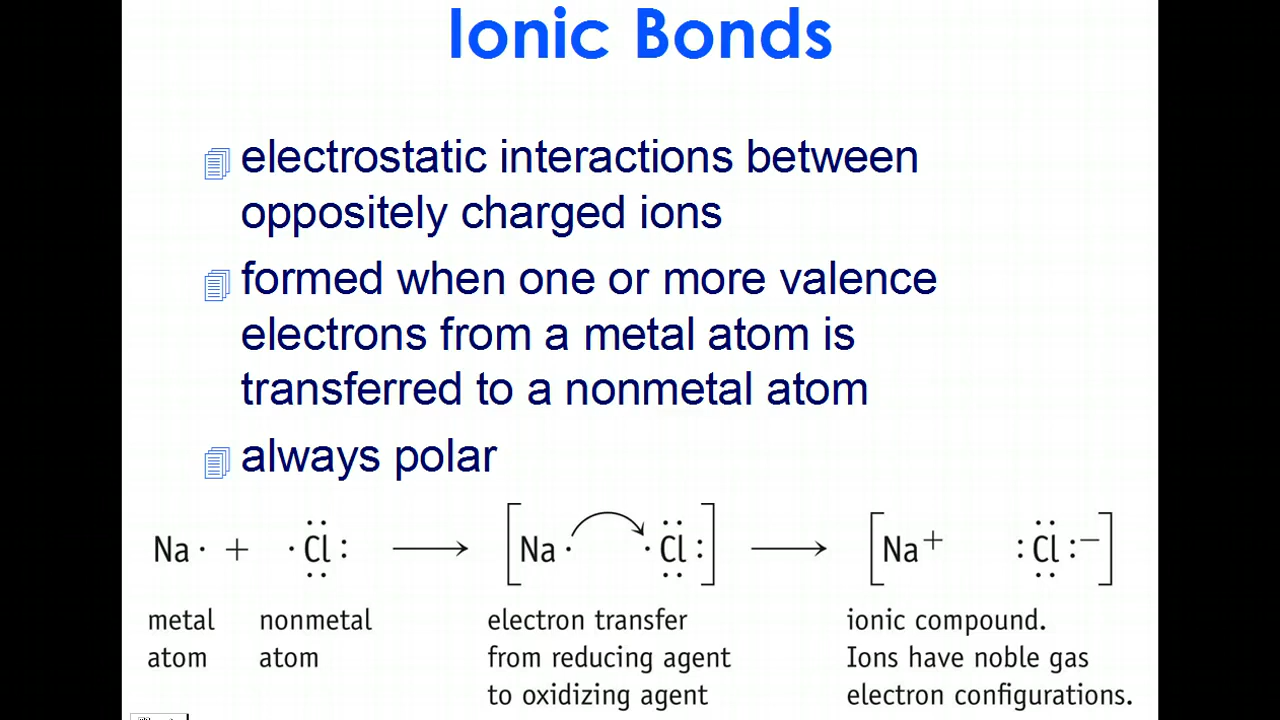 Ionic Bonds
electrostatic interactions between
oppositely charged ions
formed when one or more valence
electrons from a metal atom is
transferred to a nonmetal atom
always polar
Na· + ·Cl: ⟶ [Na· ·Cl:] ⟶ [Na⁺ :Cl:⁻]
metal nonmetal electron transfer ionic compound.
atom atom from reducing agent Ions have noble gas
to oxidizing agent electron configurations.